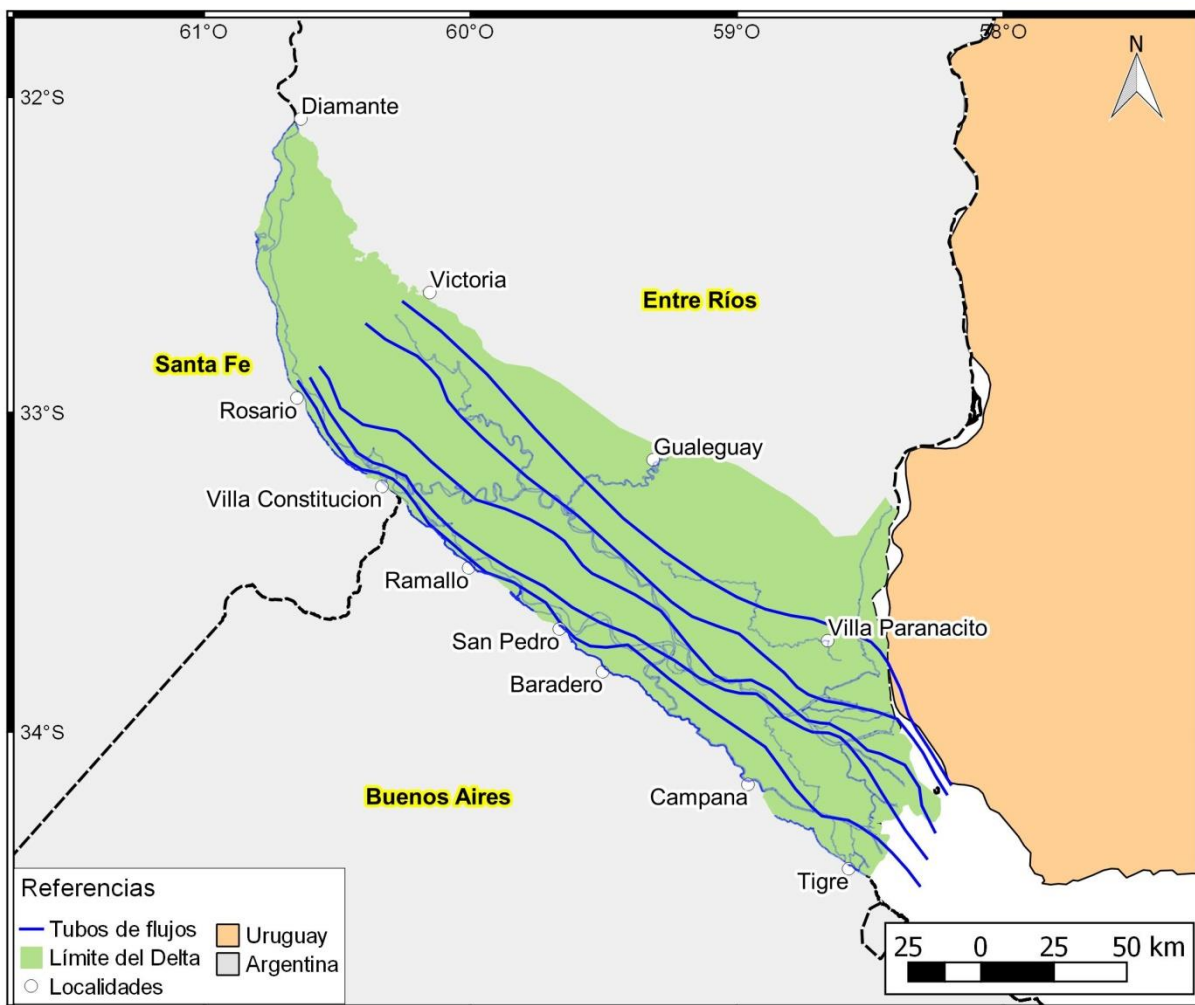 61°O
60°O
59°O
58°O
N
32°S
Diamante
Victoria
Entre Ríos
Santa Fe
33°S
Rosario
Gualeguay
Villa Constitucion
Ramallo
San Pedro
Villa Paranacito
Baradero
34°S
Buenos Aires
Campana
Tigre
Referencias
Tubos de flujos
Uruguay
Límite del Delta
Argentina
Localidades
25 0 25 50 km